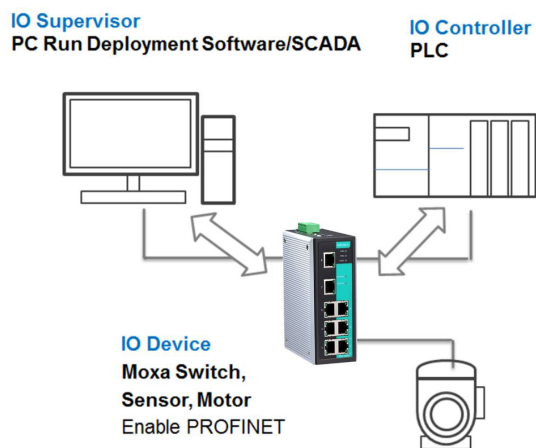 IO Supervisor
PC Run Deployment Software/SCADA
IO Controller
PLC
IO Device
Moxa Switch,
Sensor, Motor
Enable PROFINET